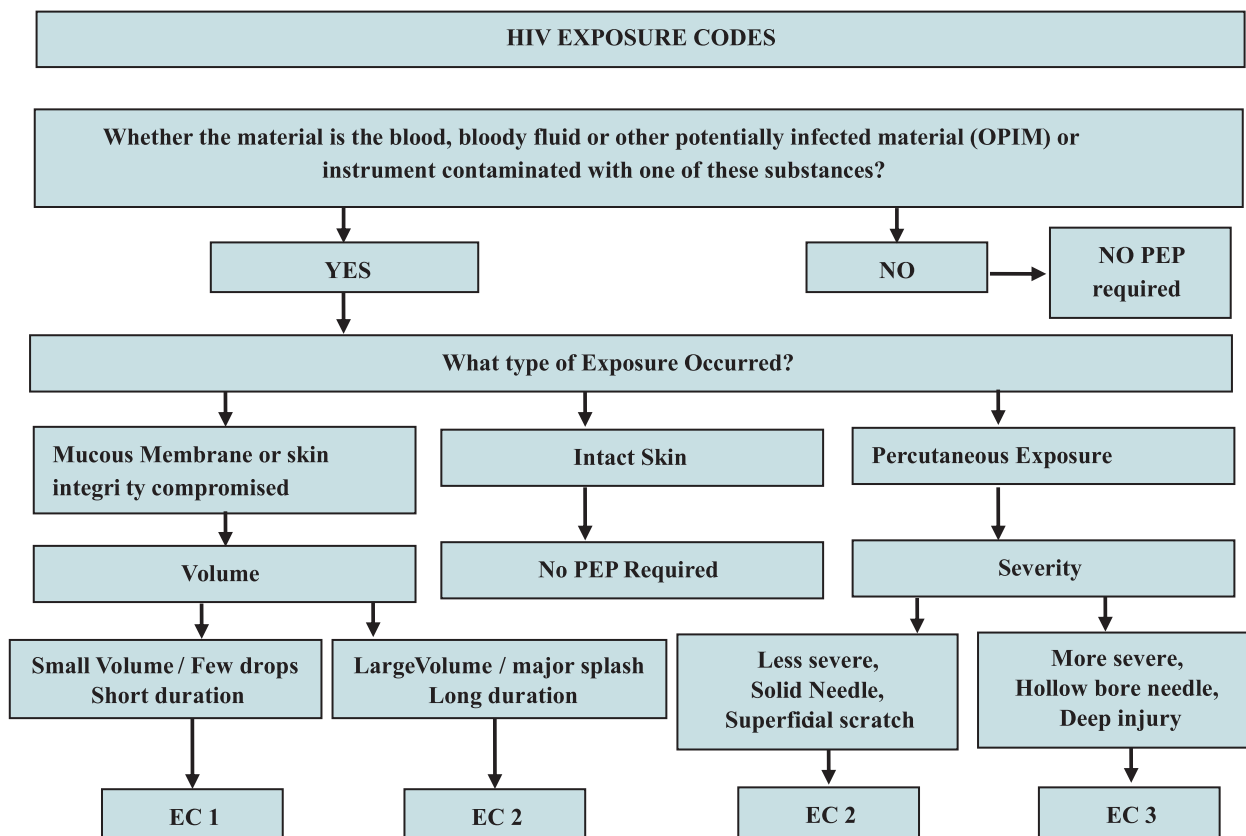 HIV EXPOSURE CODES
Whether the material is the blood, bloody fluid or other potentially infected material (OPIM) or
instrument contaminated with one of these substances?
YES
NO
NO PEP
required
What type of Exposure Occurred?
Mucous Membrane or skin
integri ty compromised
Intact Skin
Percutaneous Exposure
Volume
No PEP Required
Severity
Small Volume / Few drops
Short duration
LargeVolume / major splash
Long duration
Less severe,
Solid Needle,
Superficial scratch
More severe,
Hollow bore needle,
Deep injury
EC 1
EC 2
EC 2
EC 3